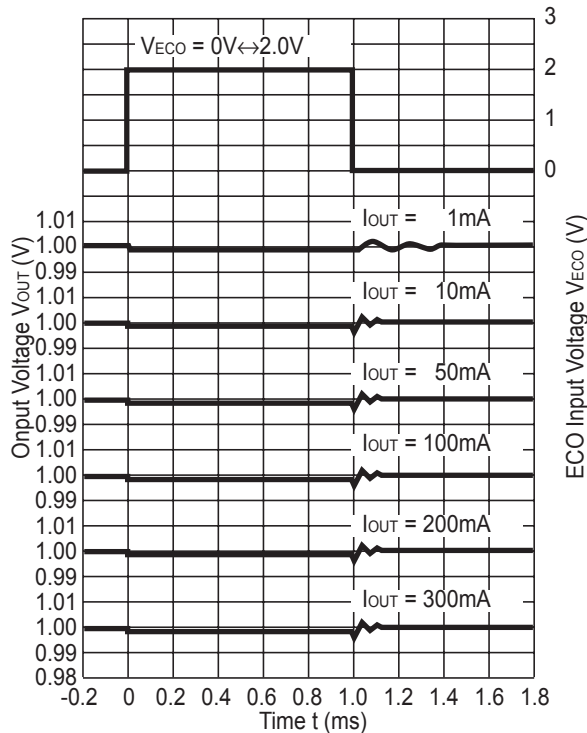 3
VECO = 0V↔2.0V
2
1
0
1.01
IOUT = 1mA
1.00
0.99
1.01
IOUT = 10mA
1.00
0.99
1.01
IOUT = 50mA
1.00
0.99
1.01
IOUT = 100mA
1.00
0.99
1.01
IOUT = 200mA
1.00
0.99
1.01
IOUT = 300mA
1.00
0.99
0.98
Onput Voltage VOUT (V)
ECO Input Voltage VECO (V)
-0.2 0 0.2 0.4 0.6 0.8 1.0 1.2 1.4 1.6 1.8
Time t (ms)